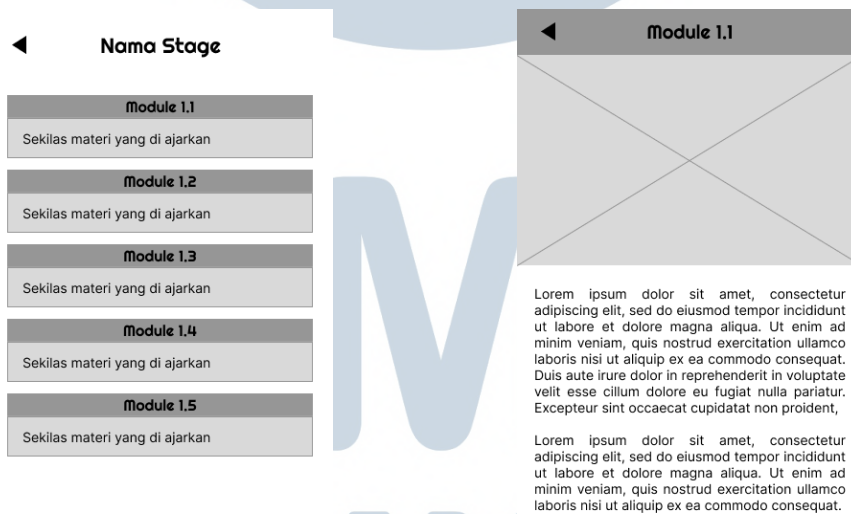 Nama Stage
Module 1.1
Sekilas materi yang di ajarkan
Module 1.2
Sekilas materi yang di ajarkan
Module 1.3
Sekilas materi yang di ajarkan
Module 1.4
Sekilas materi yang di ajarkan
Module 1.5
Sekilas materi yang di ajarkan
Module 1.1
Lorem ipsum dolor sit amet, consectetur
adipiscing elit, sed do eiusmod tempor incididunt
ut labore et dolore magna aliqua. Ut enim ad
minim veniam, quis nostrud exercitation ullamco
laboris nisi ut aliquip ex ea commodo consequat.
Duis aute irure dolor in reprehenderit in voluptate
velit esse cillum dolore eu fugiat nulla pariatur.
Excepteur sint occaecat cupidatat non proident,
Lorem ipsum dolor sit amet, consectetur
adipiscing elit, sed do eiusmod tempor incididunt
ut labore et dolore magna aliqua. Ut enim ad
minim veniam, quis nostrud exercitation ullamco
laboris nisi ut aliquip ex ea commodo consequat.